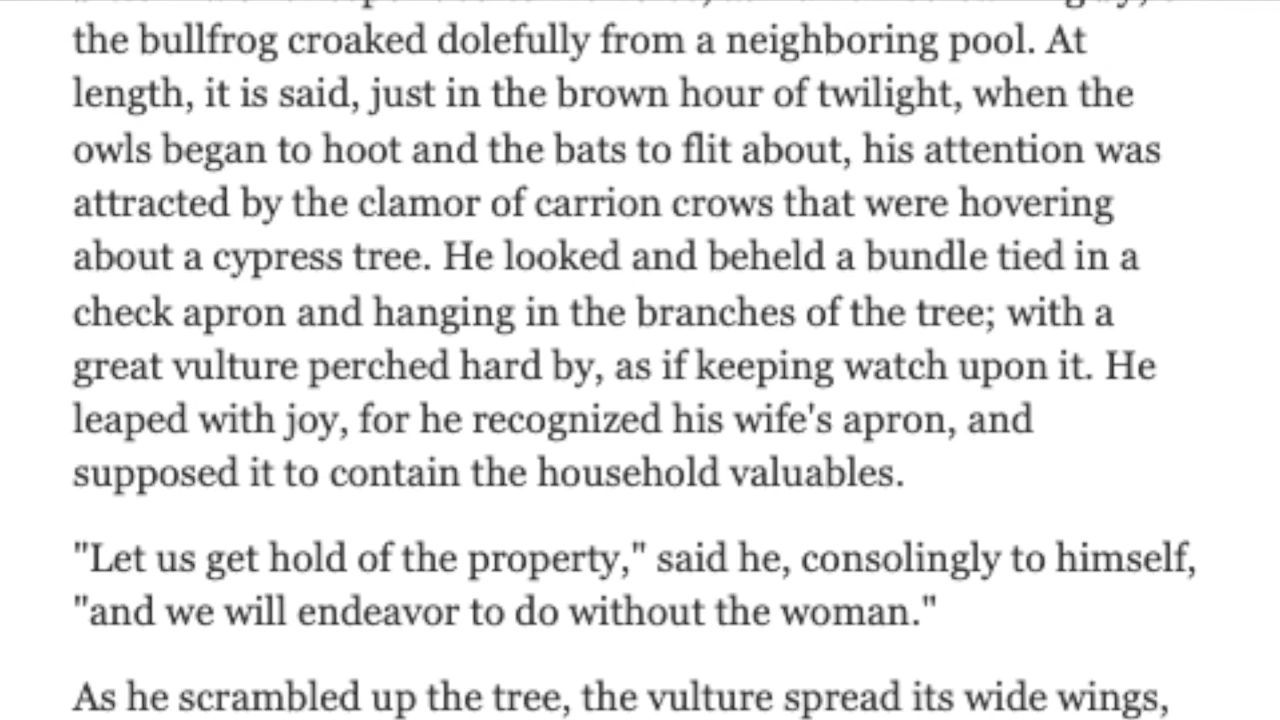 the bullfrog croaked dolefully from a neighboring pool. At
length, it is said, just in the brown hour of twilight, when the
owls began to hoot and the bats to flit about, his attention was
attracted by the clamor of carrion crows that were hovering
about a cypress tree. He looked and beheld a bundle tied in a
check apron and hanging in the branches of the tree; with a
great vulture perched hard by, as if keeping watch upon it. He
leaped with joy, for he recognized his wife's apron, and
supposed it to contain the household valuables.
"Let us get hold of the property," said he, consolingly to himself,
"and we will endeavor to do without the woman."
As he scrambled up the tree, the vulture spread its wide wings,